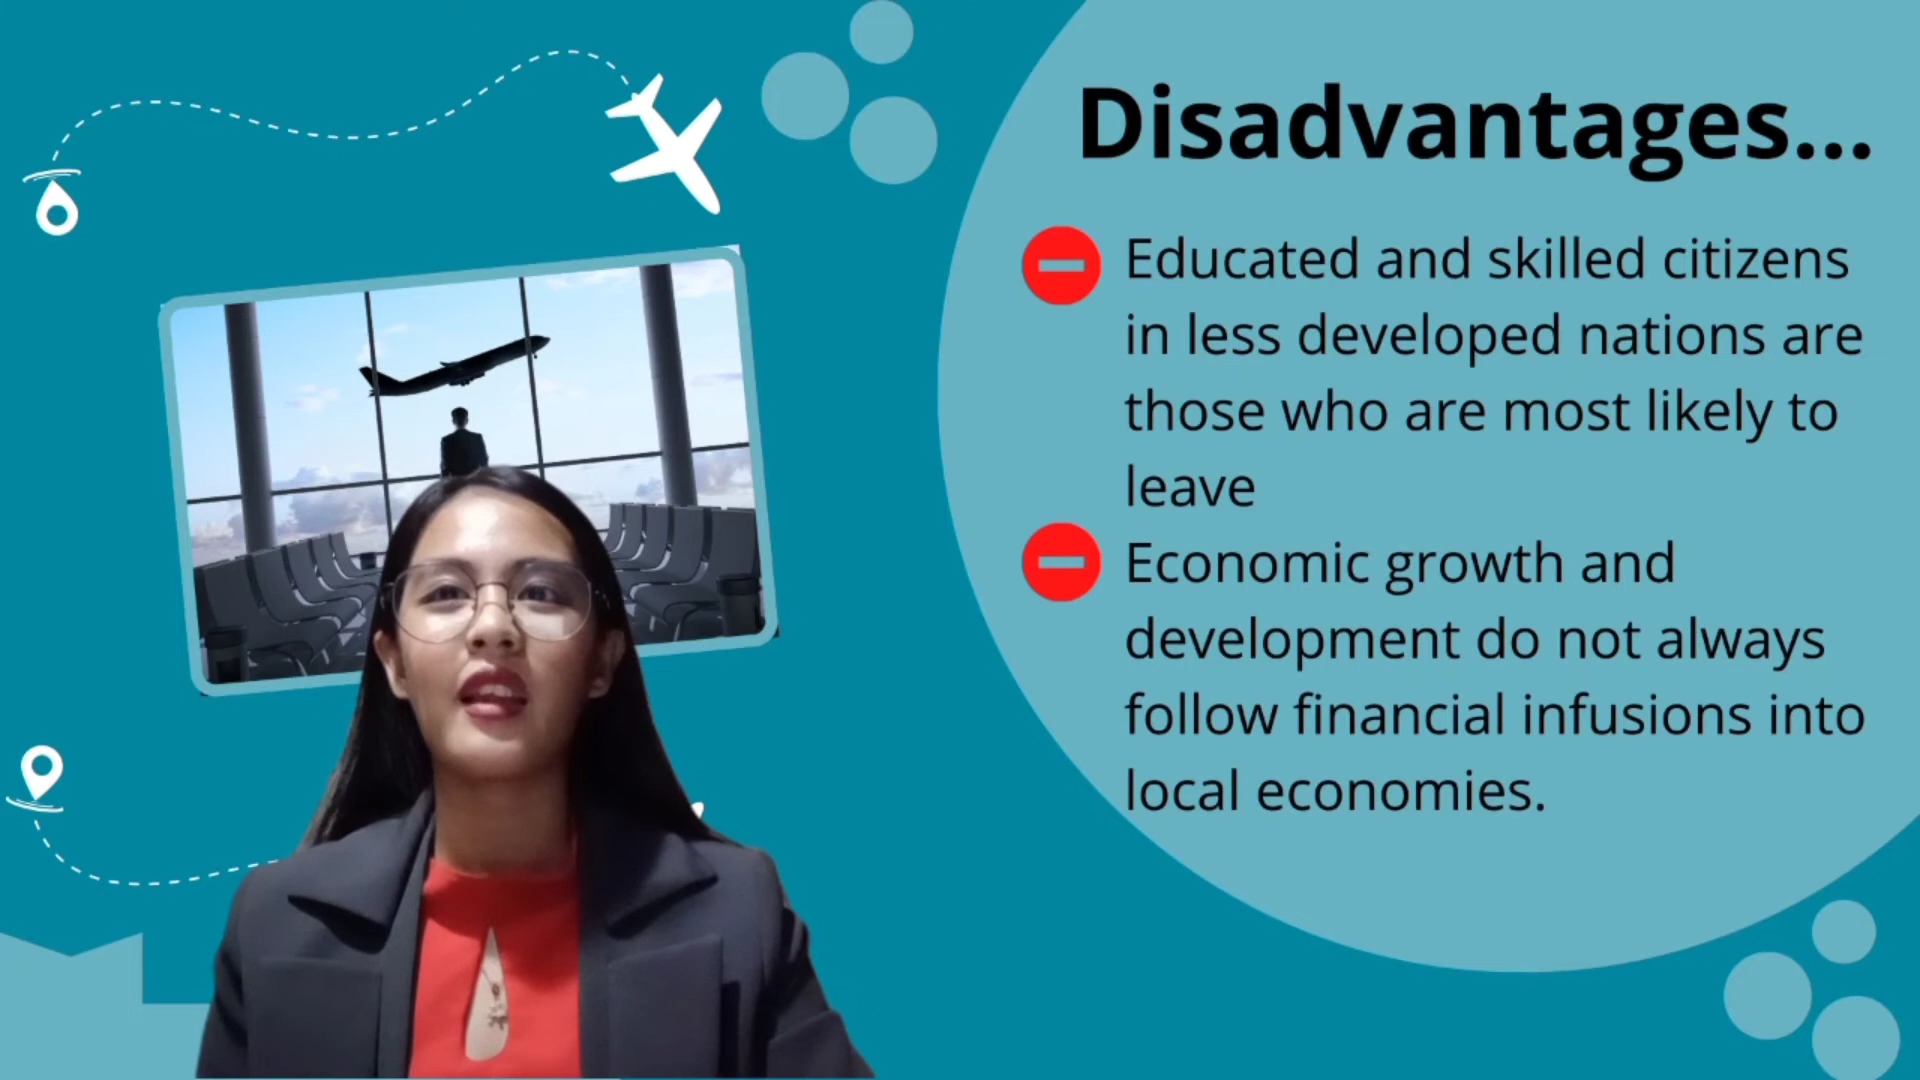 Disadvantages...
Educated and skilled citizens
in less developed nations are
those who are most likely to
leave
Economic growth and
development do not always
follow financial infusions into
local economies.